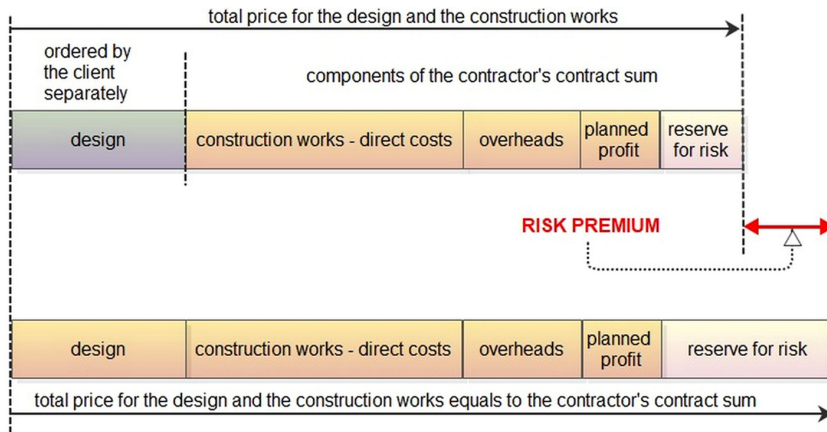 total price for the design and the construction works
ordered by
the client
separately
components of the contractor's contract sum
design
construction works - direct costs
overheads
planned
profit
reserve
for risk
RISK PREMIUM
design
construction works - direct costs
overheads
planned
profit
reserve for risk
total price for the design and the construction works equals to the contractor's contract sum